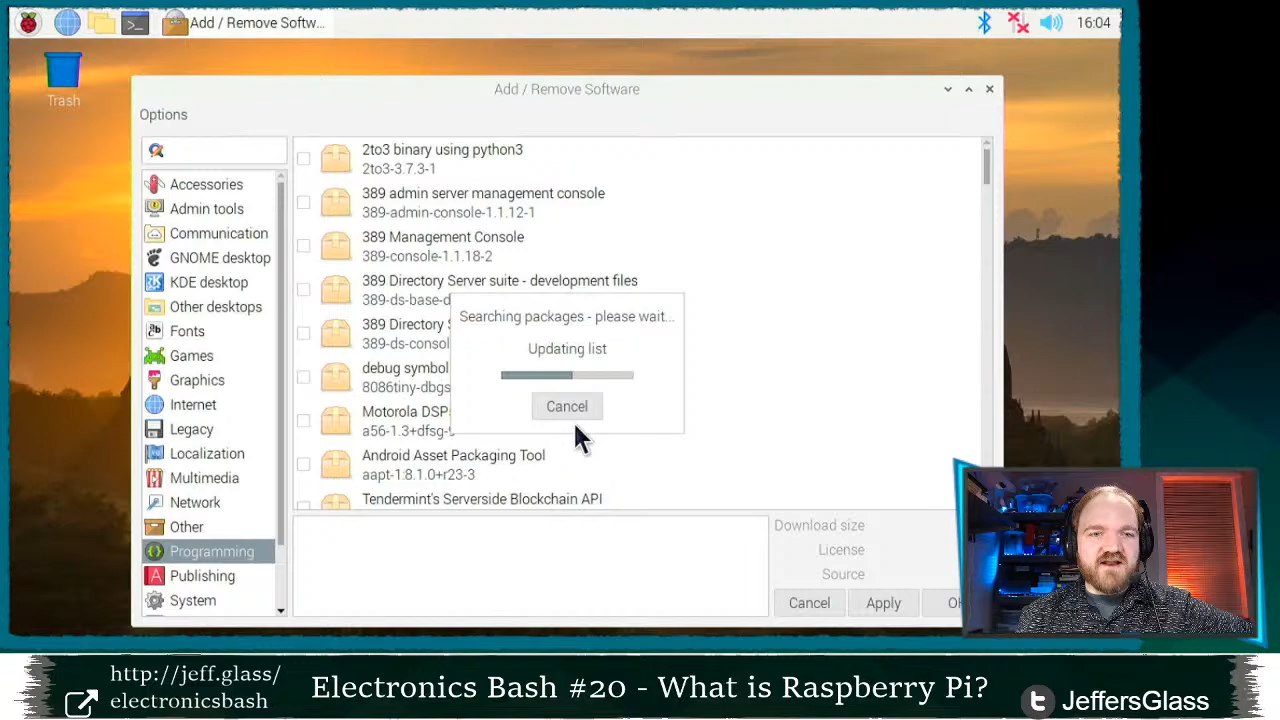 Add / Remove Softw...
16:04
Trash
Add / Remove Software
Options
Accessories
Admin tools
Communication
GNOME desktop
KDE desktop
Other desktops
Fonts
Games
Graphics
Internet
Legacy
Localization
Multimedia
Network
Other
Programming
Publishing
System
2to3 binary using python3
2to3-3.7.3-1
389 admin server management console
389-admin-console-1.1.12-1
389 Management Console
389-console-1.1.18-2
389 Directory Server suite - development files
389-ds-base-d
389 Directory
389-ds-consol
debug symbol
8086tiny-dbgs
Motorola DSP
a56-1.3+dfsg-
Android Asset Packaging Tool
aapt-1:8.1.0+r23-3
Tendermint's Serverside Blockchain API
Searching packages - please wait...
Updating list
Cancel
Download size
License
Source
Cancel Apply
http://jeff.glass/
electronicsbash
Electronics Bash #20 - What is Raspberry Pi?
JeffersGlass